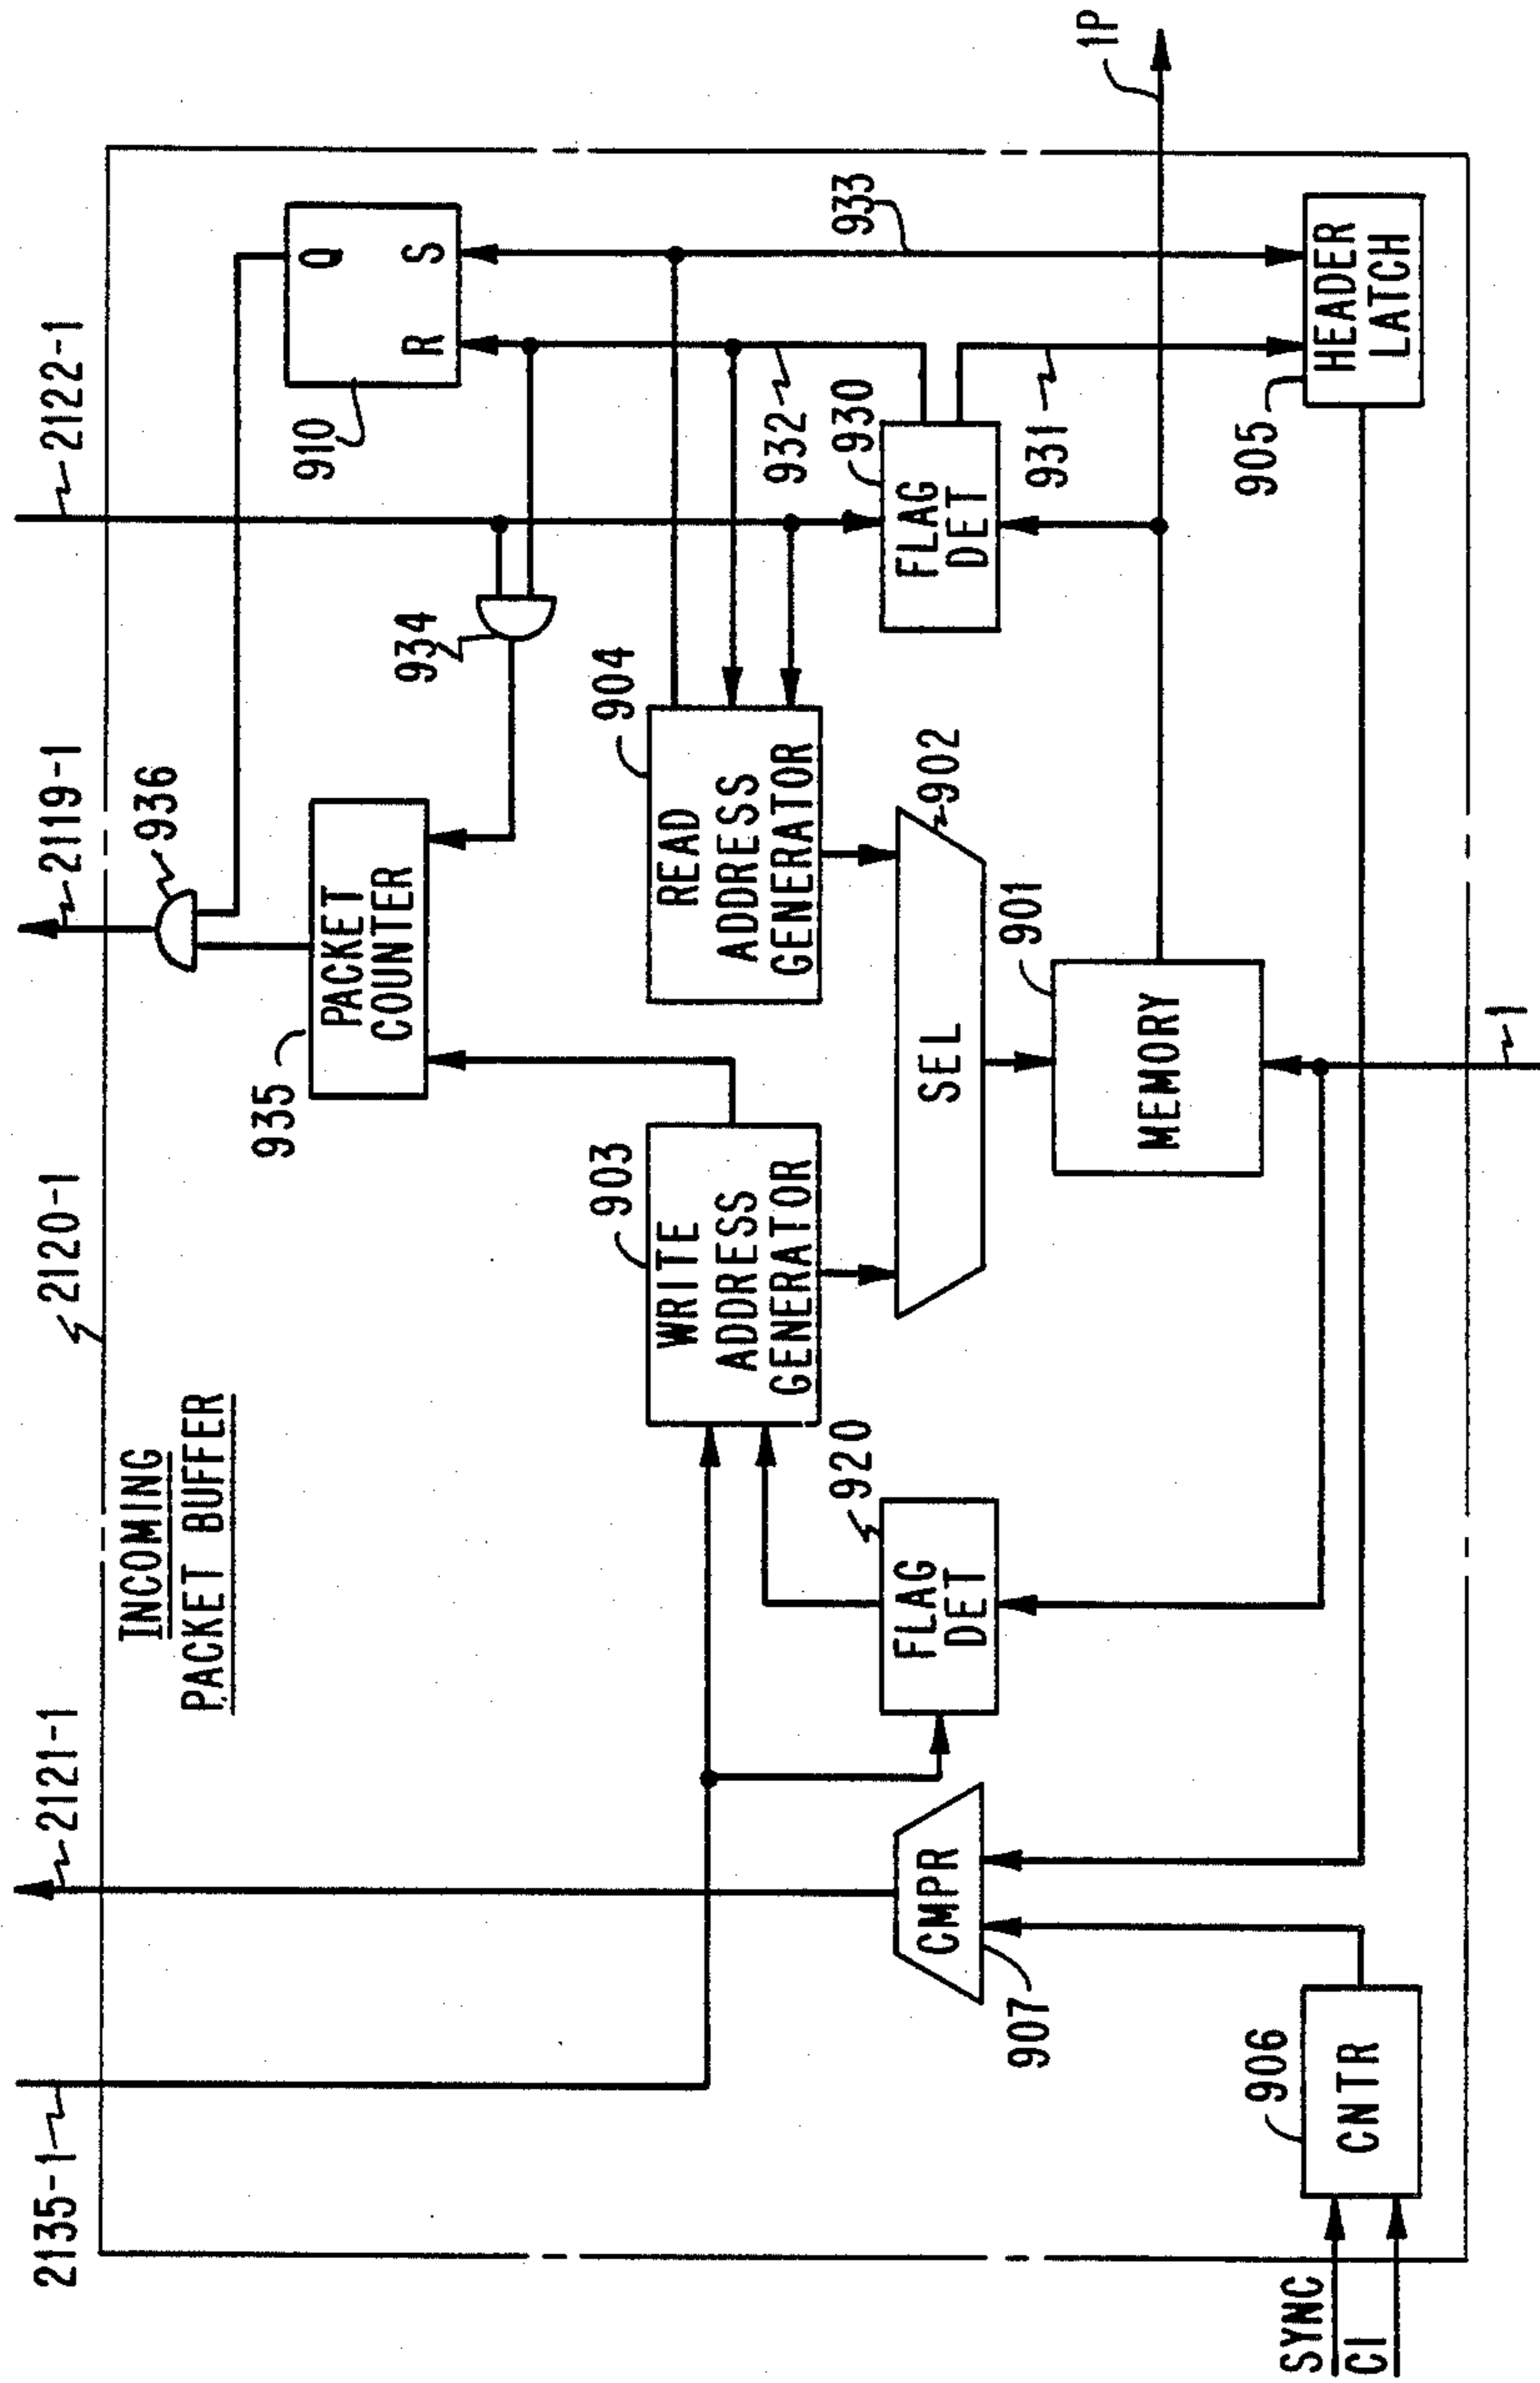 INCOMING
PACKET BUFFER
2135-1
2121-1
2120-1
2119-1
2122-1
936
935
PACKET
COUNTER
934
910
Q
R
S
903
WRITE
ADDRESS
GENERATOR
904
READ
ADDRESS
GENERATOR
932
933
907
CMPR
920
FLAG
DET
SEL
902
930
FLAG
DET
931
901
MEMORY
1P
906
CNTR
SYNC
C1
1
905
HEADER
LATCH